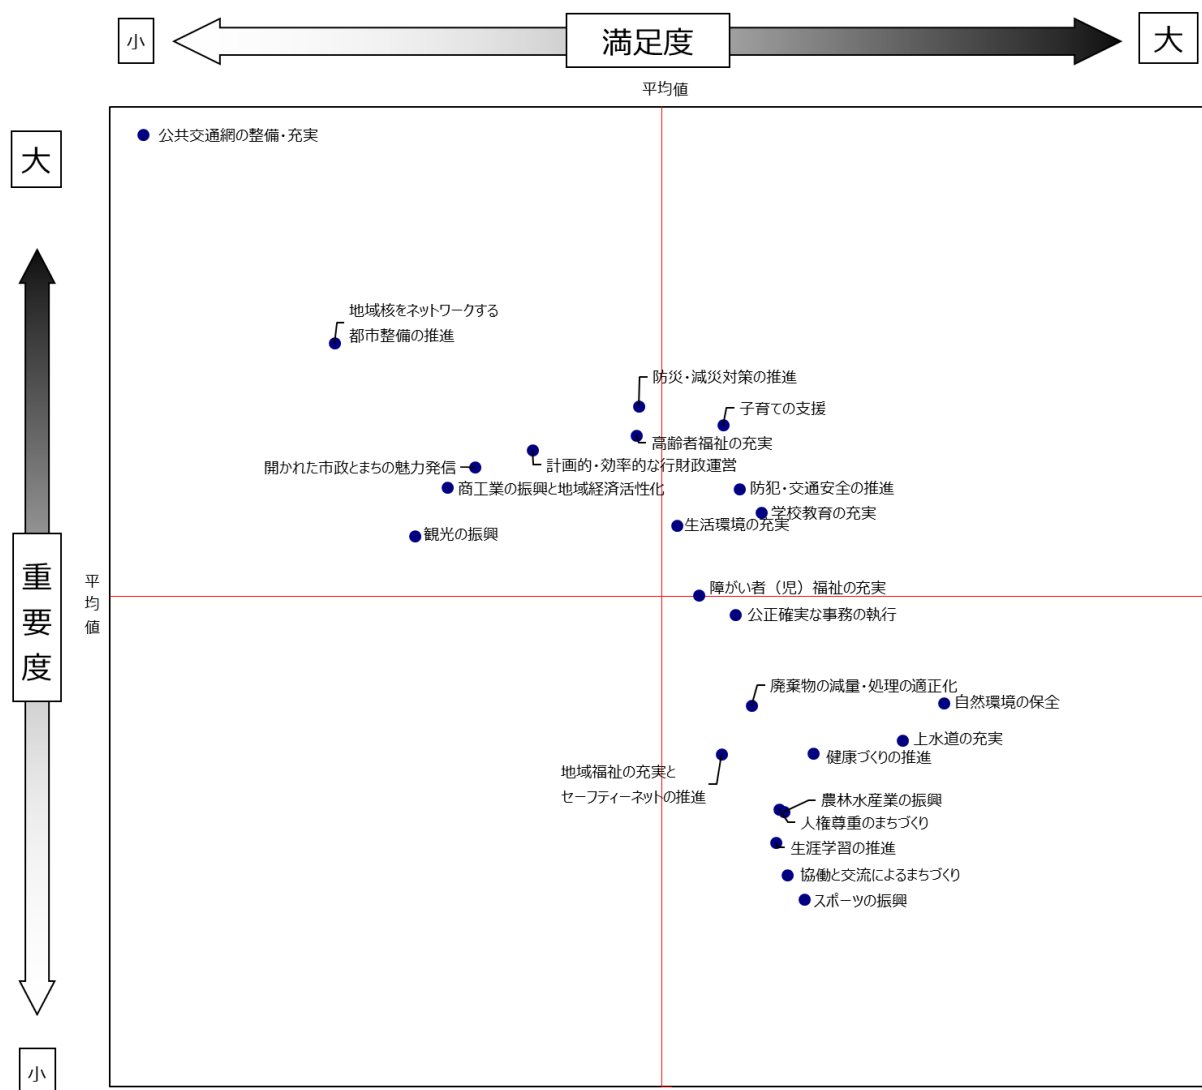 小
満足度
大
平均値
大
公共交通網の整備・充実
地域核をネットワークする
都市整備の推進
防災・減災対策の推進
子育ての支援
高齢者福祉の充実
計画的・効率的な行財政運営
開かれた市政とまちの魅力発信
商工業の振興と地域経済活性化
防犯・交通安全の推進
学校教育の充実
生活環境の充実
観光の振興
重要度
平均値
障がい者（児）福祉の充実
公正確実な事務の執行
廃棄物の減量・処理の適正化
自然環境の保全
上水道の充実
健康づくりの推進
地域福祉の充実と
セーフティーネットの推進
農林水産業の振興
人権尊重のまちづくり
生涯学習の推進
協働と交流によるまちづくり
スポーツの振興
小